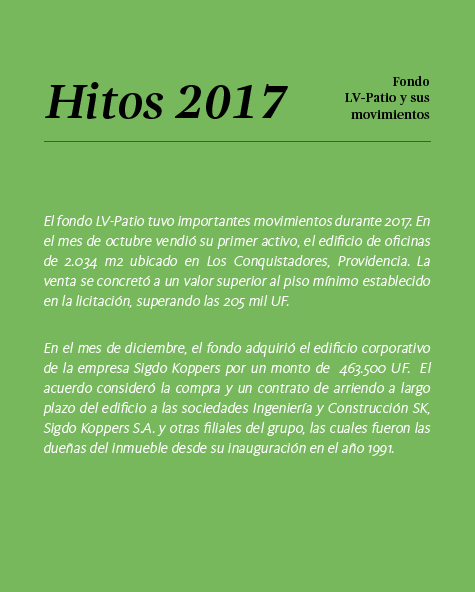 Hitos 2017
Fondo
LV-Patio y sus
movimientos
El fondo LV-Patio tuvo importantes movimientos durante 2017. En
el mes de octubre vendió su primer activo, el edificio de oficinas
de 2.034 m2 ubicado en Los Conquistadores, Providencia. La
venta se concretó a un valor superior al piso mínimo establecido
en la licitación, superando las 205 mil UF.
En el mes de diciembre, el fondo adquirió el edificio corporativo
de la empresa Sigdo Koppers por un monto de 463.500 UF. El
acuerdo consideró la compra y un contrato de arriendo a largo
plazo del edificio a las sociedades Ingeniería y Construcción SK,
Sigdo Koppers S.A. y otras filiales del grupo, las cuales fueron las
dueñas del inmueble desde su inauguración en el año 1991.